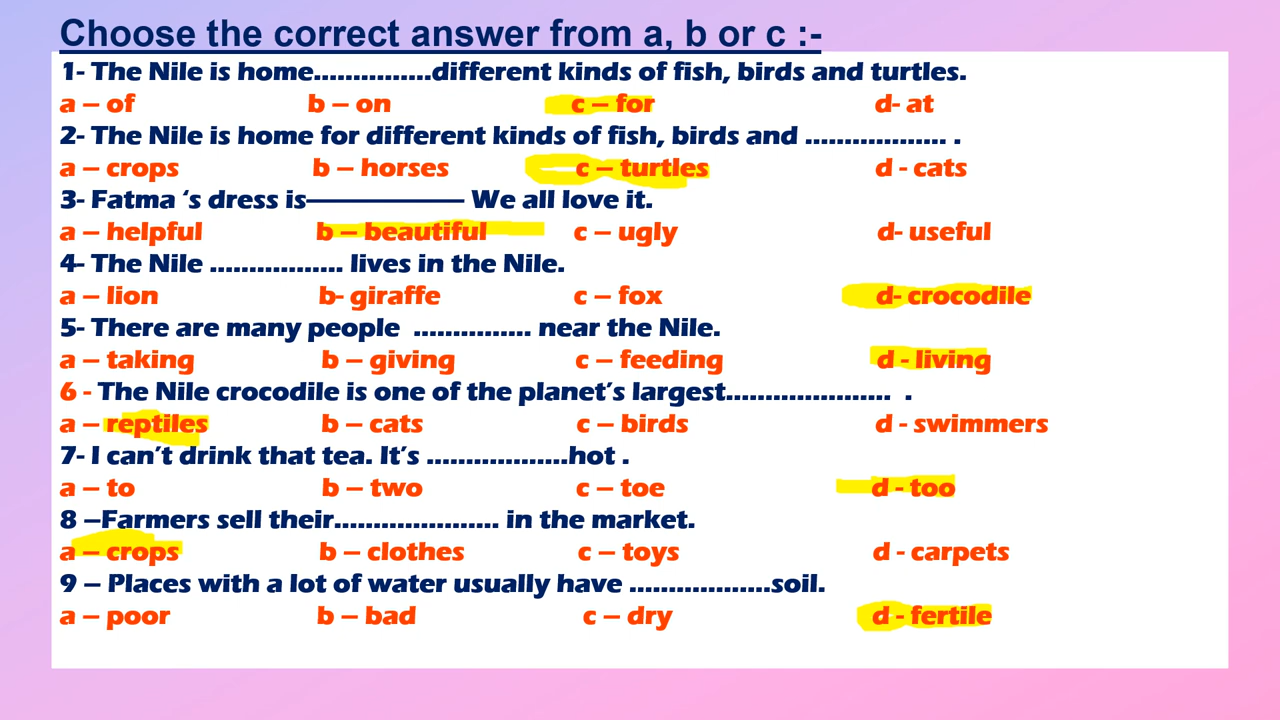 Choose the correct answer from a, b or c :-
1- The Nile is home...............different kinds of fish, birds and turtles.
a – of b – on c – for d- at
2- The Nile is home for different kinds of fish, birds and .................. .
a – crops b – horses c – turtles d - cats
3- Fatma ‘s dress is—————— We all love it.
a – helpful b – beautiful c – ugly d- useful
4- The Nile ................. lives in the Nile.
a – lion b- giraffe c – fox d- crocodile
5- There are many people ............... near the Nile.
a – taking b – giving c – feeding d - living
6 - The Nile crocodile is one of the planet’s largest..................... .
a – reptiles b – cats c – birds d - swimmers
7- I can’t drink that tea. It’s ..................hot .
a – to b – two c – toe d - too
8 –Farmers sell their..................... in the market.
a – crops b – clothes c – toys d - carpets
9 – Places with a lot of water usually have ..................soil.
a – poor b – bad c – dry d - fertile